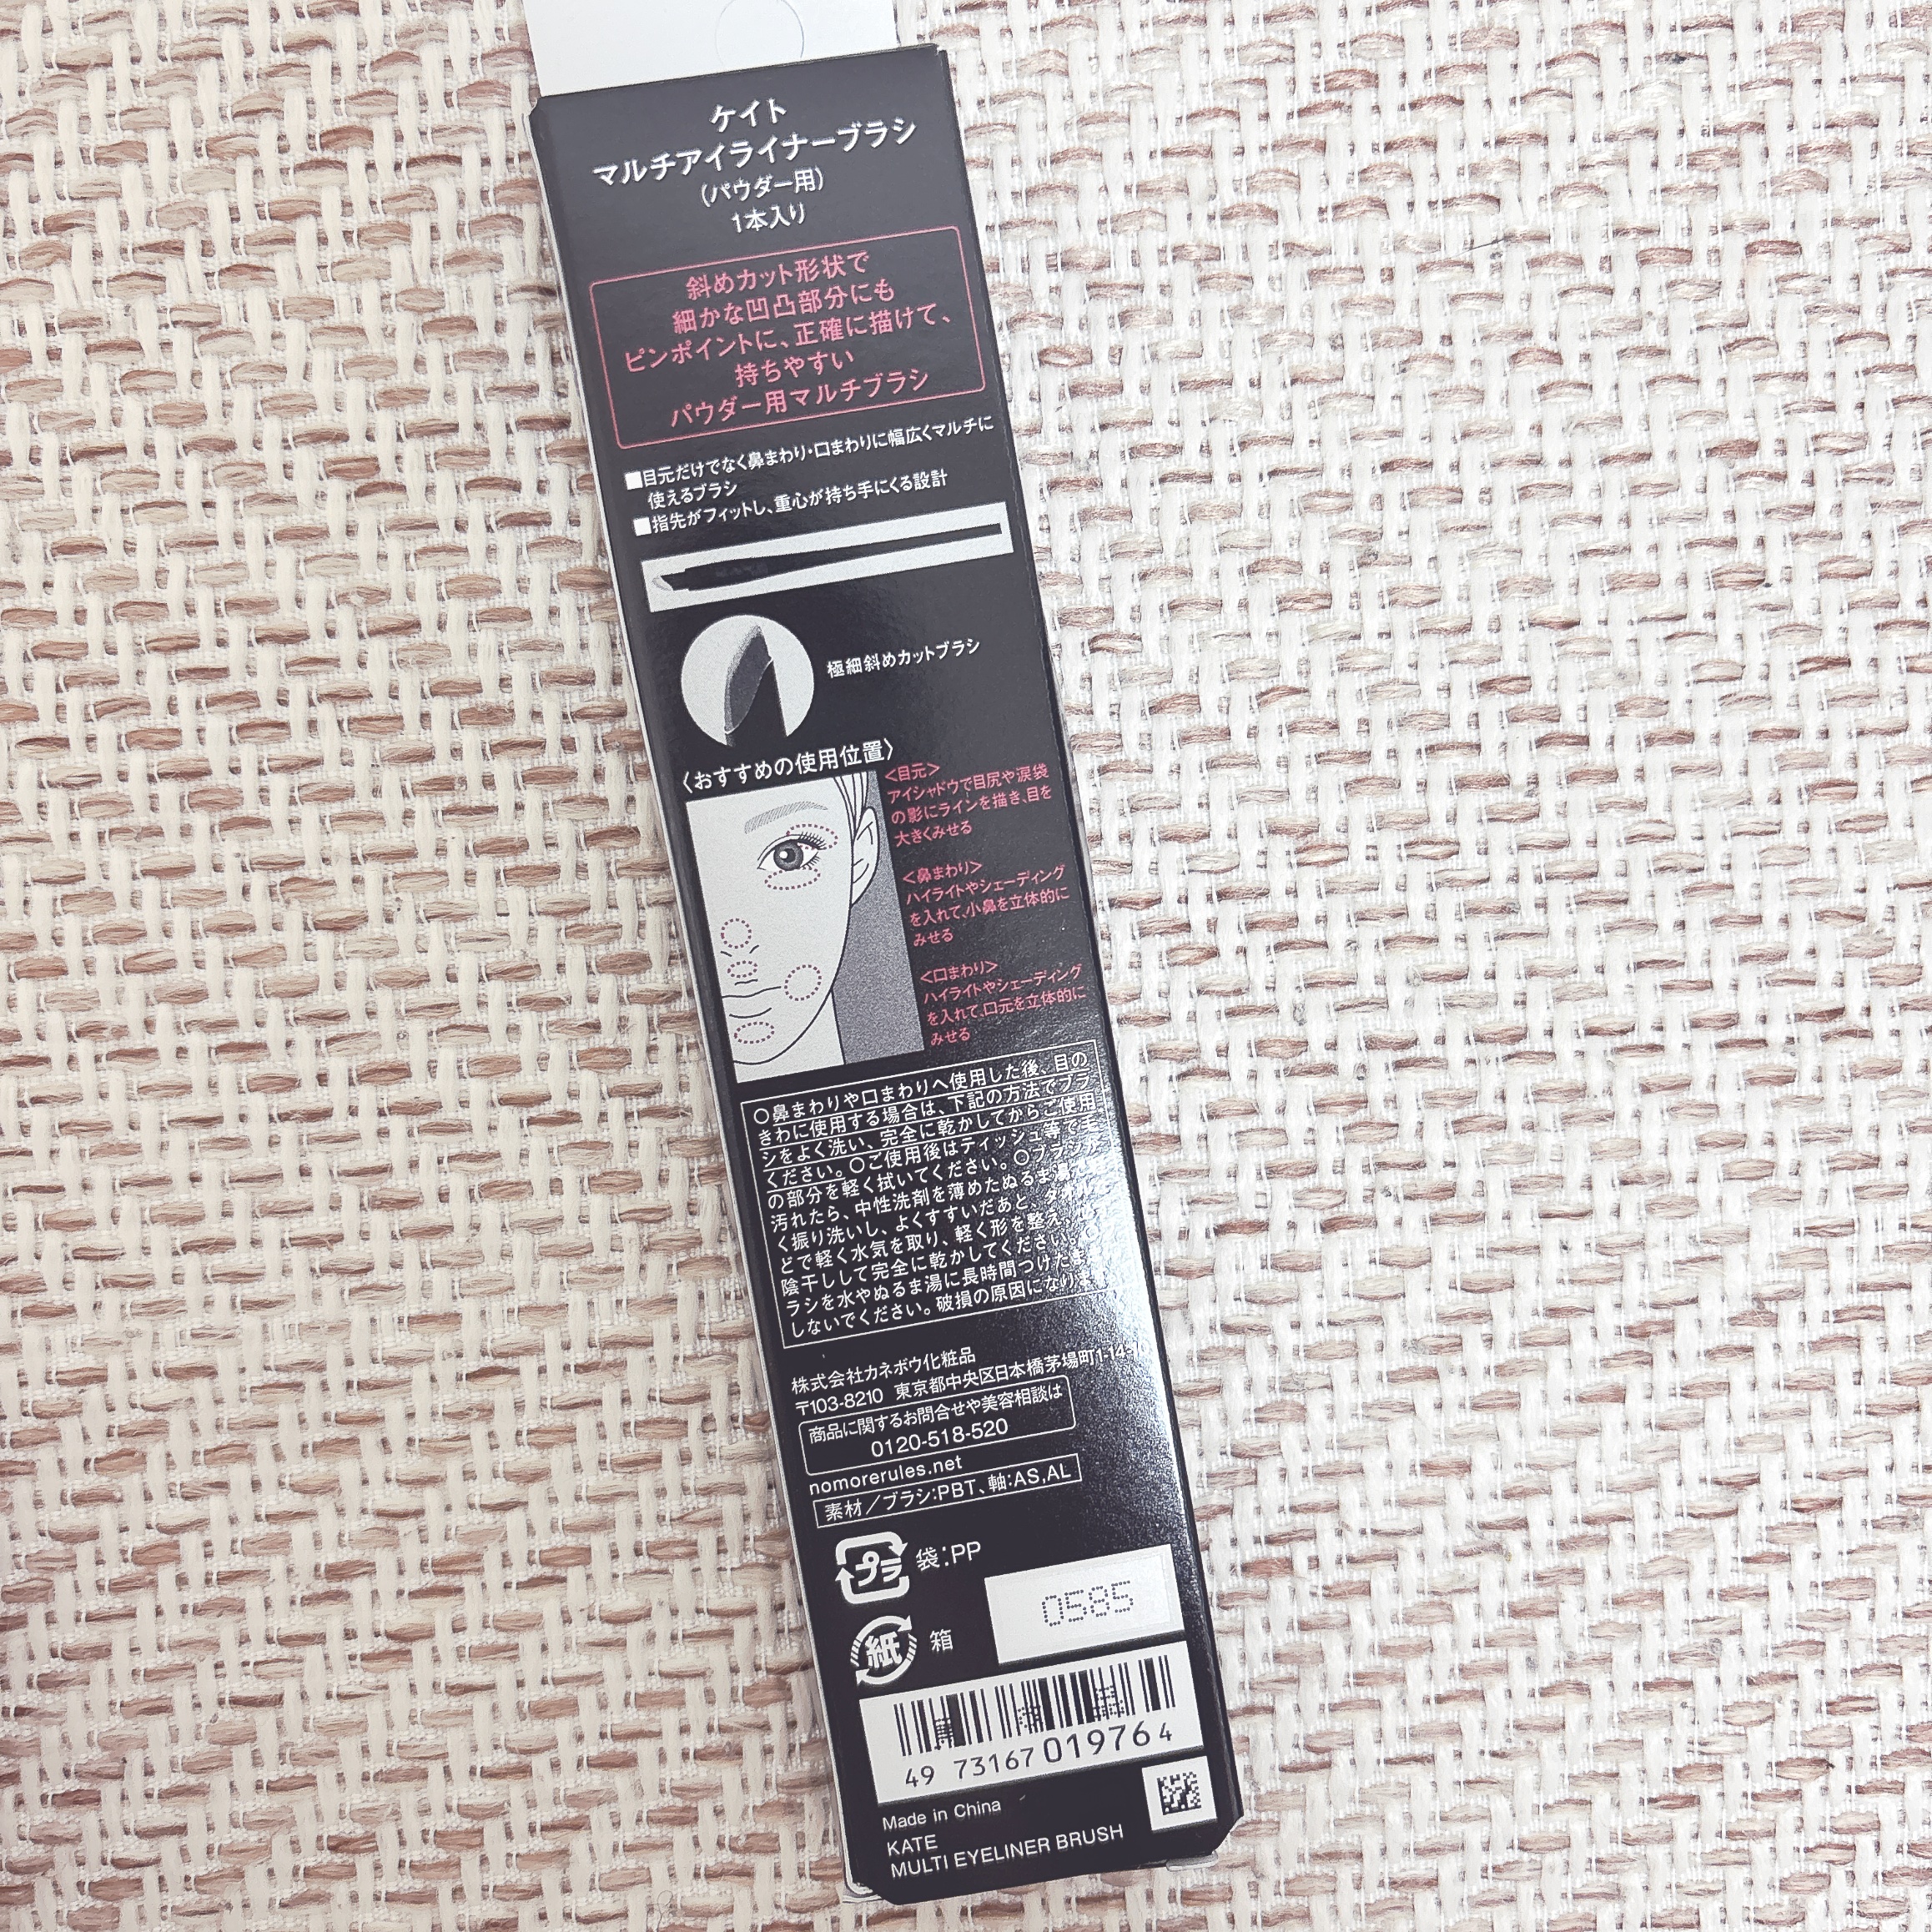 ケイト
マルチアイライナーブラシ
(パウダー用)
1本入り
斜めカット形状で
細かな凹凸部分にも
ピンポイントに、正確に描けて、
持ちやすい
パウダー用マルチブラシ
■目元だけでなく鼻まわり・口まわりに幅広くマルチに
使えるブラシ
■指先がフィットし、重心が持ち手にくる設計
極細斜めカットブラシ
〈おすすめの使用位置〉
<目元>
アイシャドウで目尻や涙袋
の影にラインを描き、目を
大きくみせる
<鼻まわり>
ハイライトやシェーディング
を入れて、小鼻を立体的に
みせる
<口まわり>
ハイライトやシェーディング
を入れて、口元を立体的に
みせる
○鼻まわりや口まわりへ使用した後、目の
きわに使用する場合は、下記の方法でブラ
シをよく洗い、完全に乾かしてからご使用
ください。○ご使用後はティッシュ等で毛
の部分を軽く拭いてください。○ブラシが
汚れたら、中性洗剤を薄めたぬるま湯で
く振り洗いし、よくすすいだあと、
どで軽く水気を取り、軽く形を整え、
陰干しして完全に乾かしてください。
ラシを水やぬるま湯に長時間つけたまま
しないでください。破損の原因になります
株式会社カネボウ化粧品
〒103-8210 東京都中央区日本橋茅場町1-14-
商品に関するお問合せや美容相談は
0120-518-520
nomorerules.net
素材/ブラシ:PBT、軸:AS,AL
プラ 袋:PP
0585
紙 箱
49 73167 01976 4
Made in China
KATE
MULTI EYELINER BRUSH